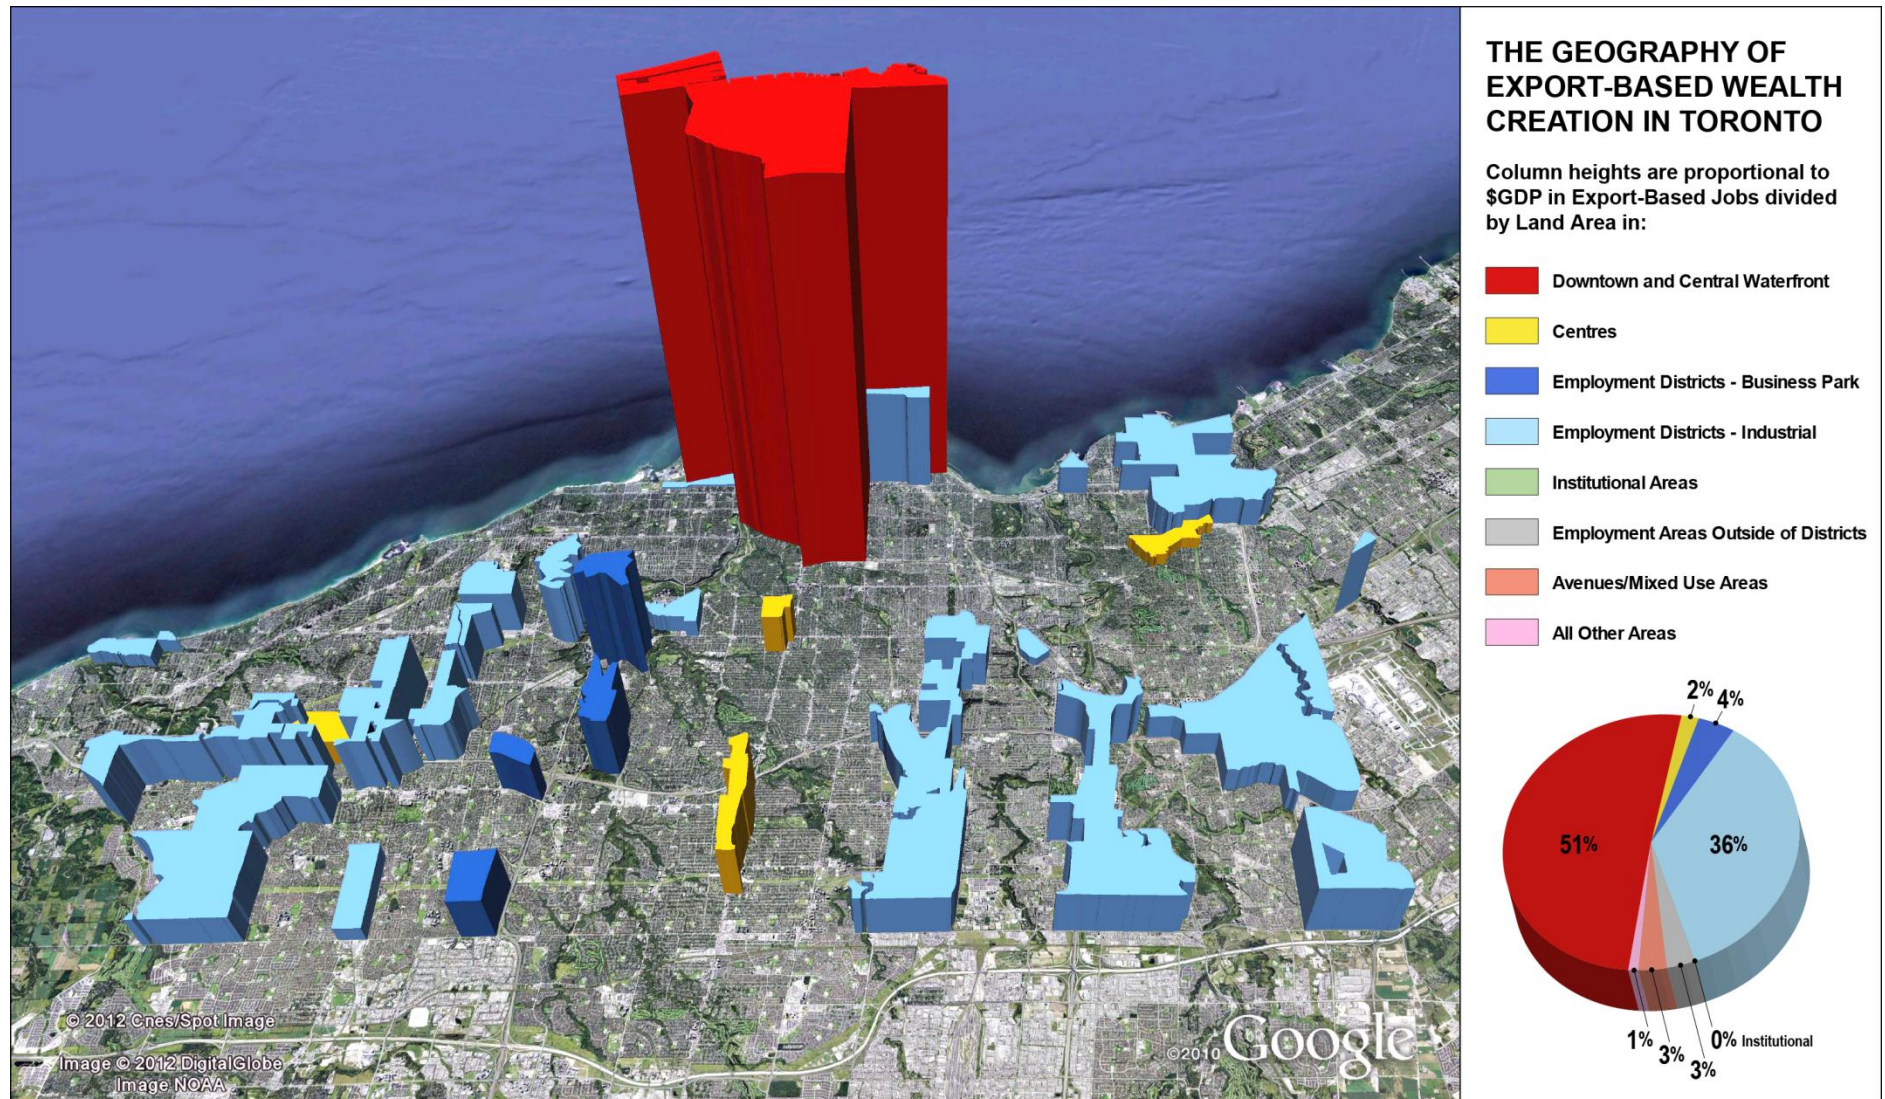 THE GEOGRAPHY OF
EXPORT-BASED WEALTH
CREATION IN TORONTO
Column heights are proportional to
$GDP in Export-Based Jobs divided
by Land Area in:
Downtown and Central Waterfront
Centres
Employment Districts - Business Park
Employment Districts - Industrial
Institutional Areas
Employment Areas Outside of Districts
Avenues/Mixed Use Areas
All Other Areas
2%
4%
51%
36%
1%
3%
3%
0% Institutional
© 2012 Cnes/Spot Image
Image © 2012 DigitalGlobe
Image NOAA
©2010 Google